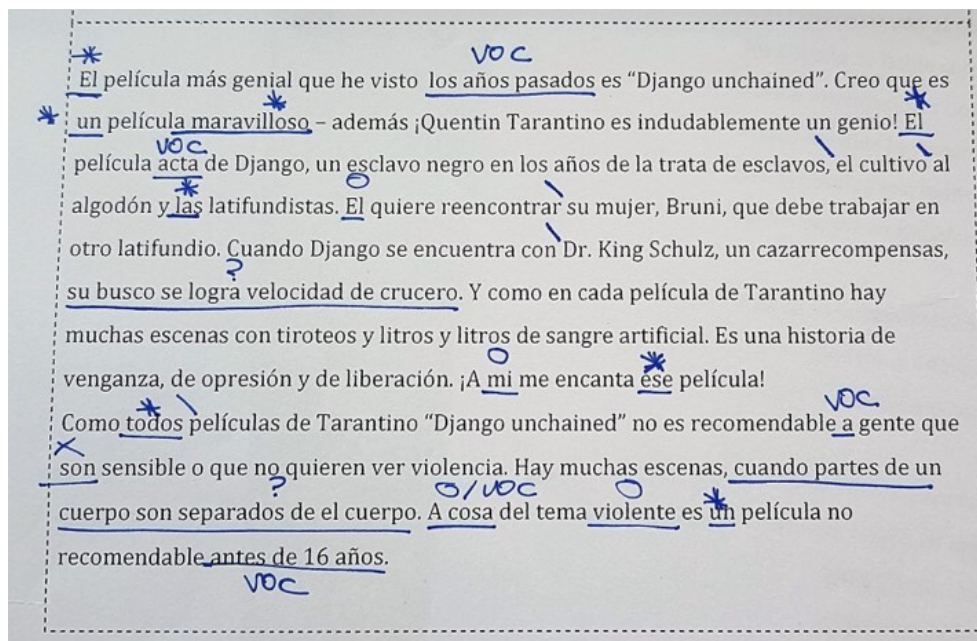 * VOC
El película más genial que he visto los años pasados es “Django unchained”. Creo que es
* * *
un película maravilloso – además ¡Quentin Tarantino es indudablemente un genio! El
VOC \ \
película acta de Django, un esclavo negro en los años de la trata de esclavos, el cultivo al
* O \
algodón y las latifundistas. El quiere reencontrar su mujer, Bruni, que debe trabajar en
\
otro latifundio. Cuando Django se encuentra con Dr. King Schulz, un cazarrecompensas,
?
su busco se logra velocidad de crucero. Y como en cada película de Tarantino hay
muchas escenas con tiroteos y litros y litros de sangre artificial. Es una historia de
O *
venganza, de opresión y de liberación. ¡A mi me encanta ese película!
* \ VOC
Como todos películas de Tarantino “Django unchained” no es recomendable a gente que
X
son sensible o que no quieren ver violencia. Hay muchas escenas, cuando partes de un
? O/VOC O *
cuerpo son separados de el cuerpo. A cosa del tema violente es un película no
recomendable antes de 16 años.
VOC